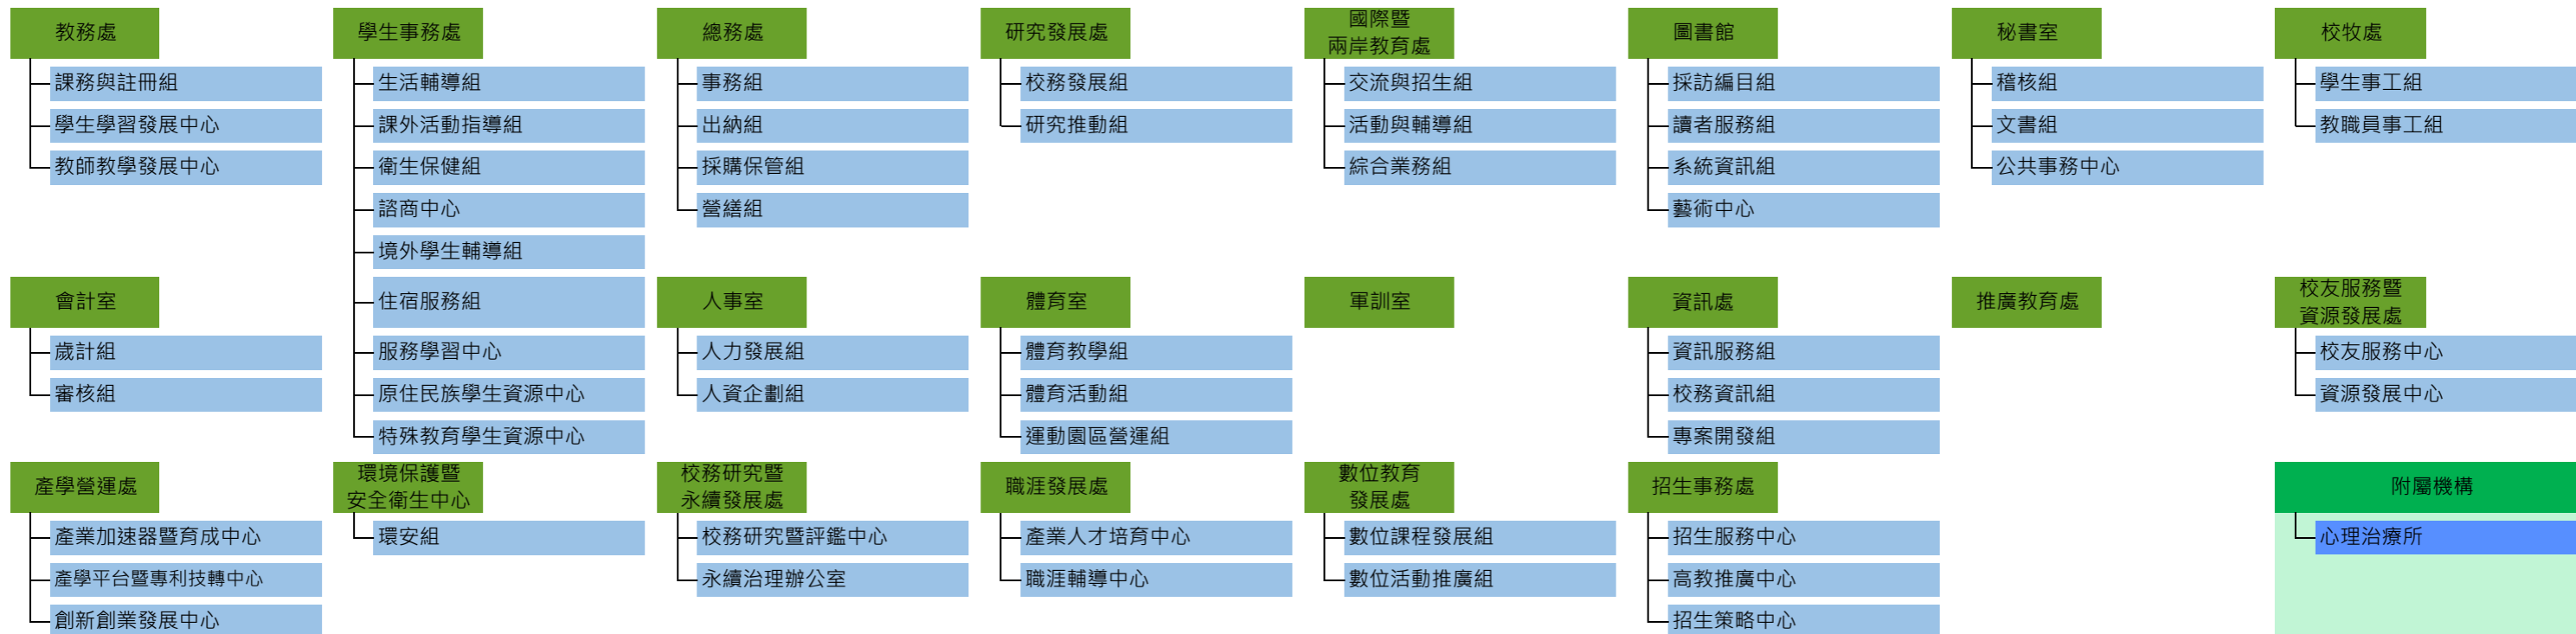 教務處
課務與註冊組
學生學習發展中心
教師教學發展中心
學生事務處
生活輔導組
課外活動指導組
衛生保健組
諮商中心
境外學生輔導組
住宿服務組
服務學習中心
原住民族學生資源中心
特殊教育學生資源中心
總務處
事務組
出納組
採購保管組
營繕組
研究發展處
校務發展組
研究推動組
國際暨
兩岸教育處
交流與招生組
活動與輔導組
綜合業務組
圖書館
採訪編目組
讀者服務組
系統資訊組
藝術中心
秘書室
稽核組
文書組
公共事務中心
校牧處
學生事工組
教職員事工組
會計室
歲計組
審核組
人事室
人力發展組
人資企劃組
體育室
體育教學組
體育活動組
運動園區營運組
軍訓室
資訊處
資訊服務組
校務資訊組
專案開發組
推廣教育處
校友服務暨
資源發展處
校友服務中心
資源發展中心
產學營運處
產業加速器暨育成中心
產學平台暨專利技轉中心
創新創業發展中心
環境保護暨
安全衛生中心
環安組
校務研究暨
永續發展處
校務研究暨評鑑中心
永續治理辦公室
職涯發展處
產業人才培育中心
職涯輔導中心
數位教育
發展處
數位課程發展組
數位活動推廣組
招生事務處
招生服務中心
高教推廣中心
招生策略中心
附屬機構
心理治療所